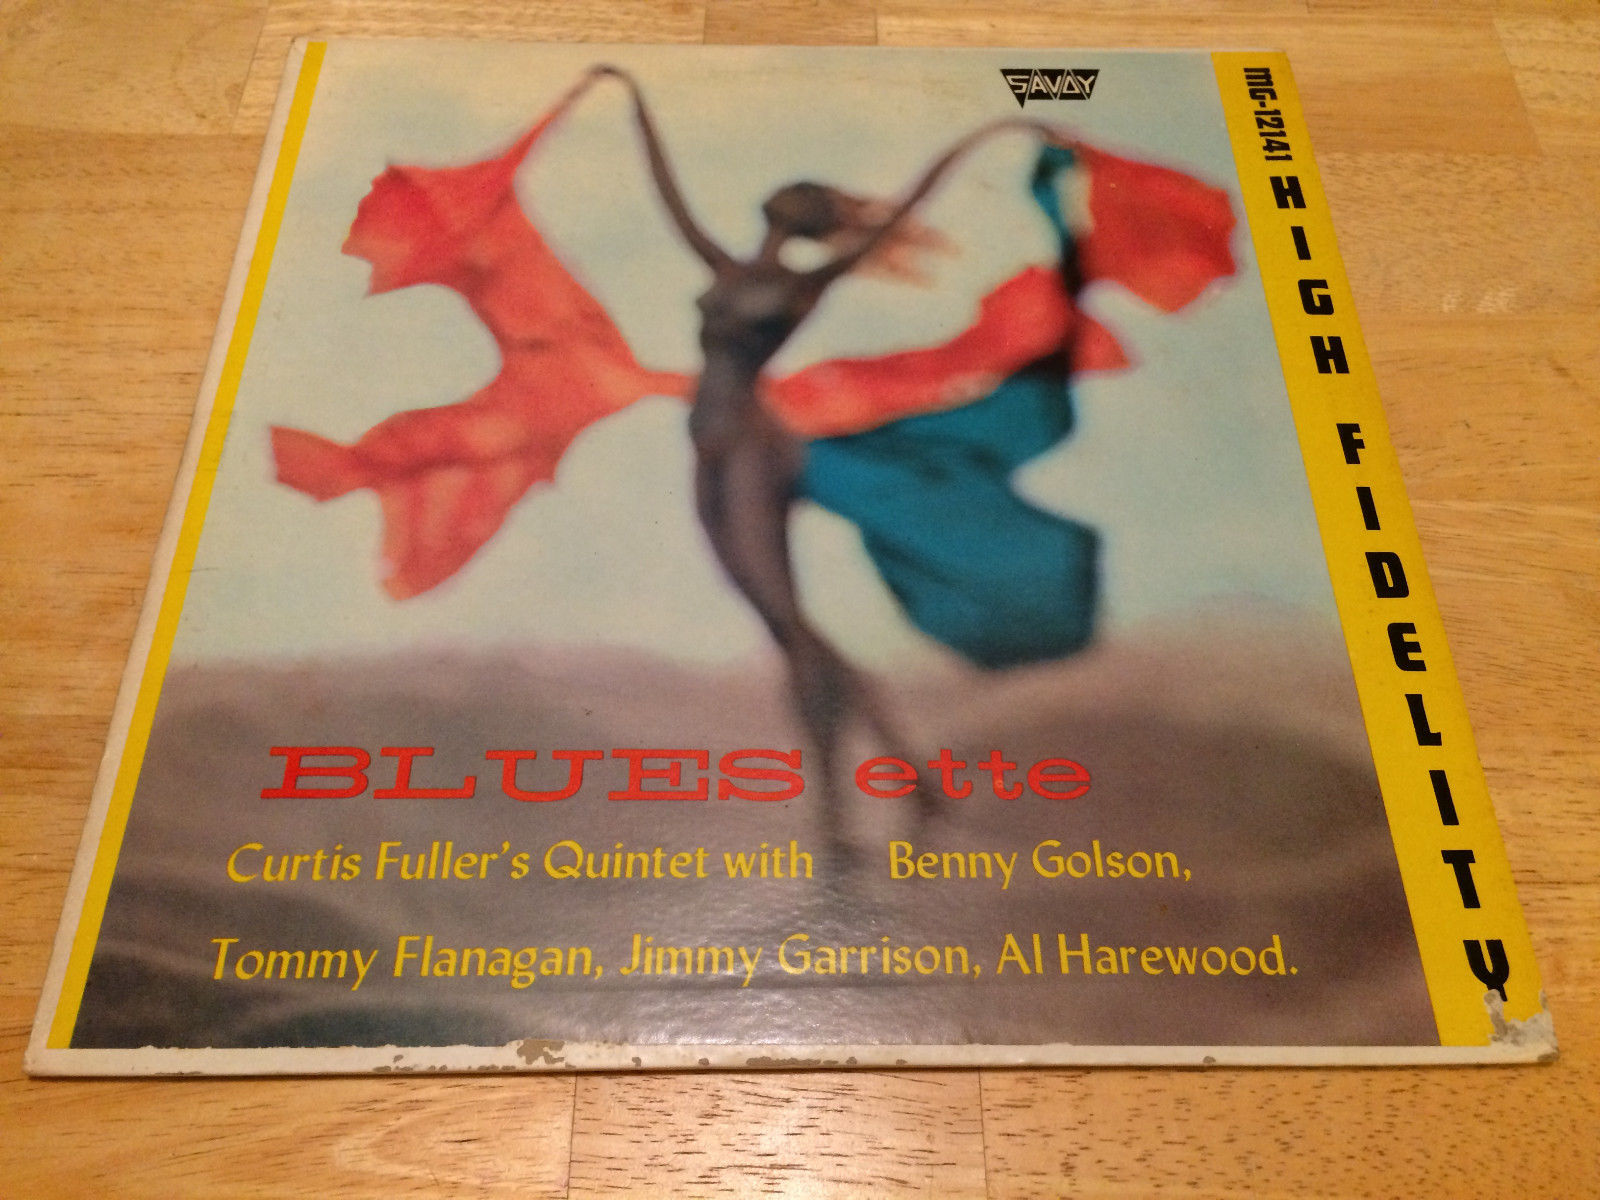 SAVOY
MG-12141 HIGH FIDELITY
BLUES ette
Curtis Fuller's Quintet with Benny Golson,
Tommy Flanagan, Jimmy Garrison, Al Harewood.